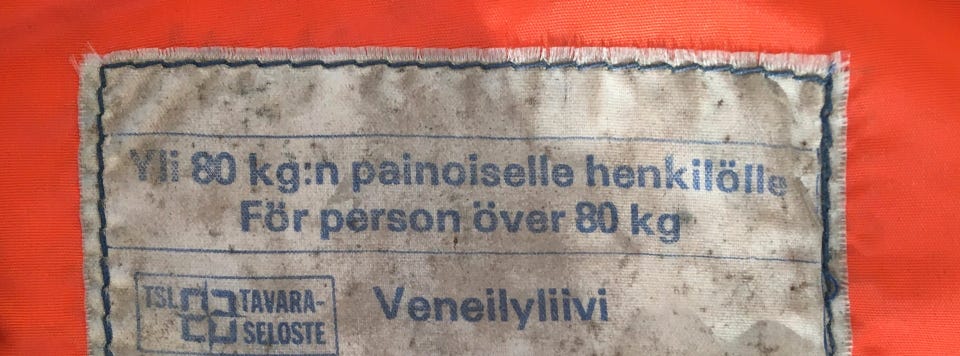 Yli 80 kg:n painoiselle henkilölle
För person över 80 kg
TSL TAVARA-
SELOSTE
Veneilyliivi